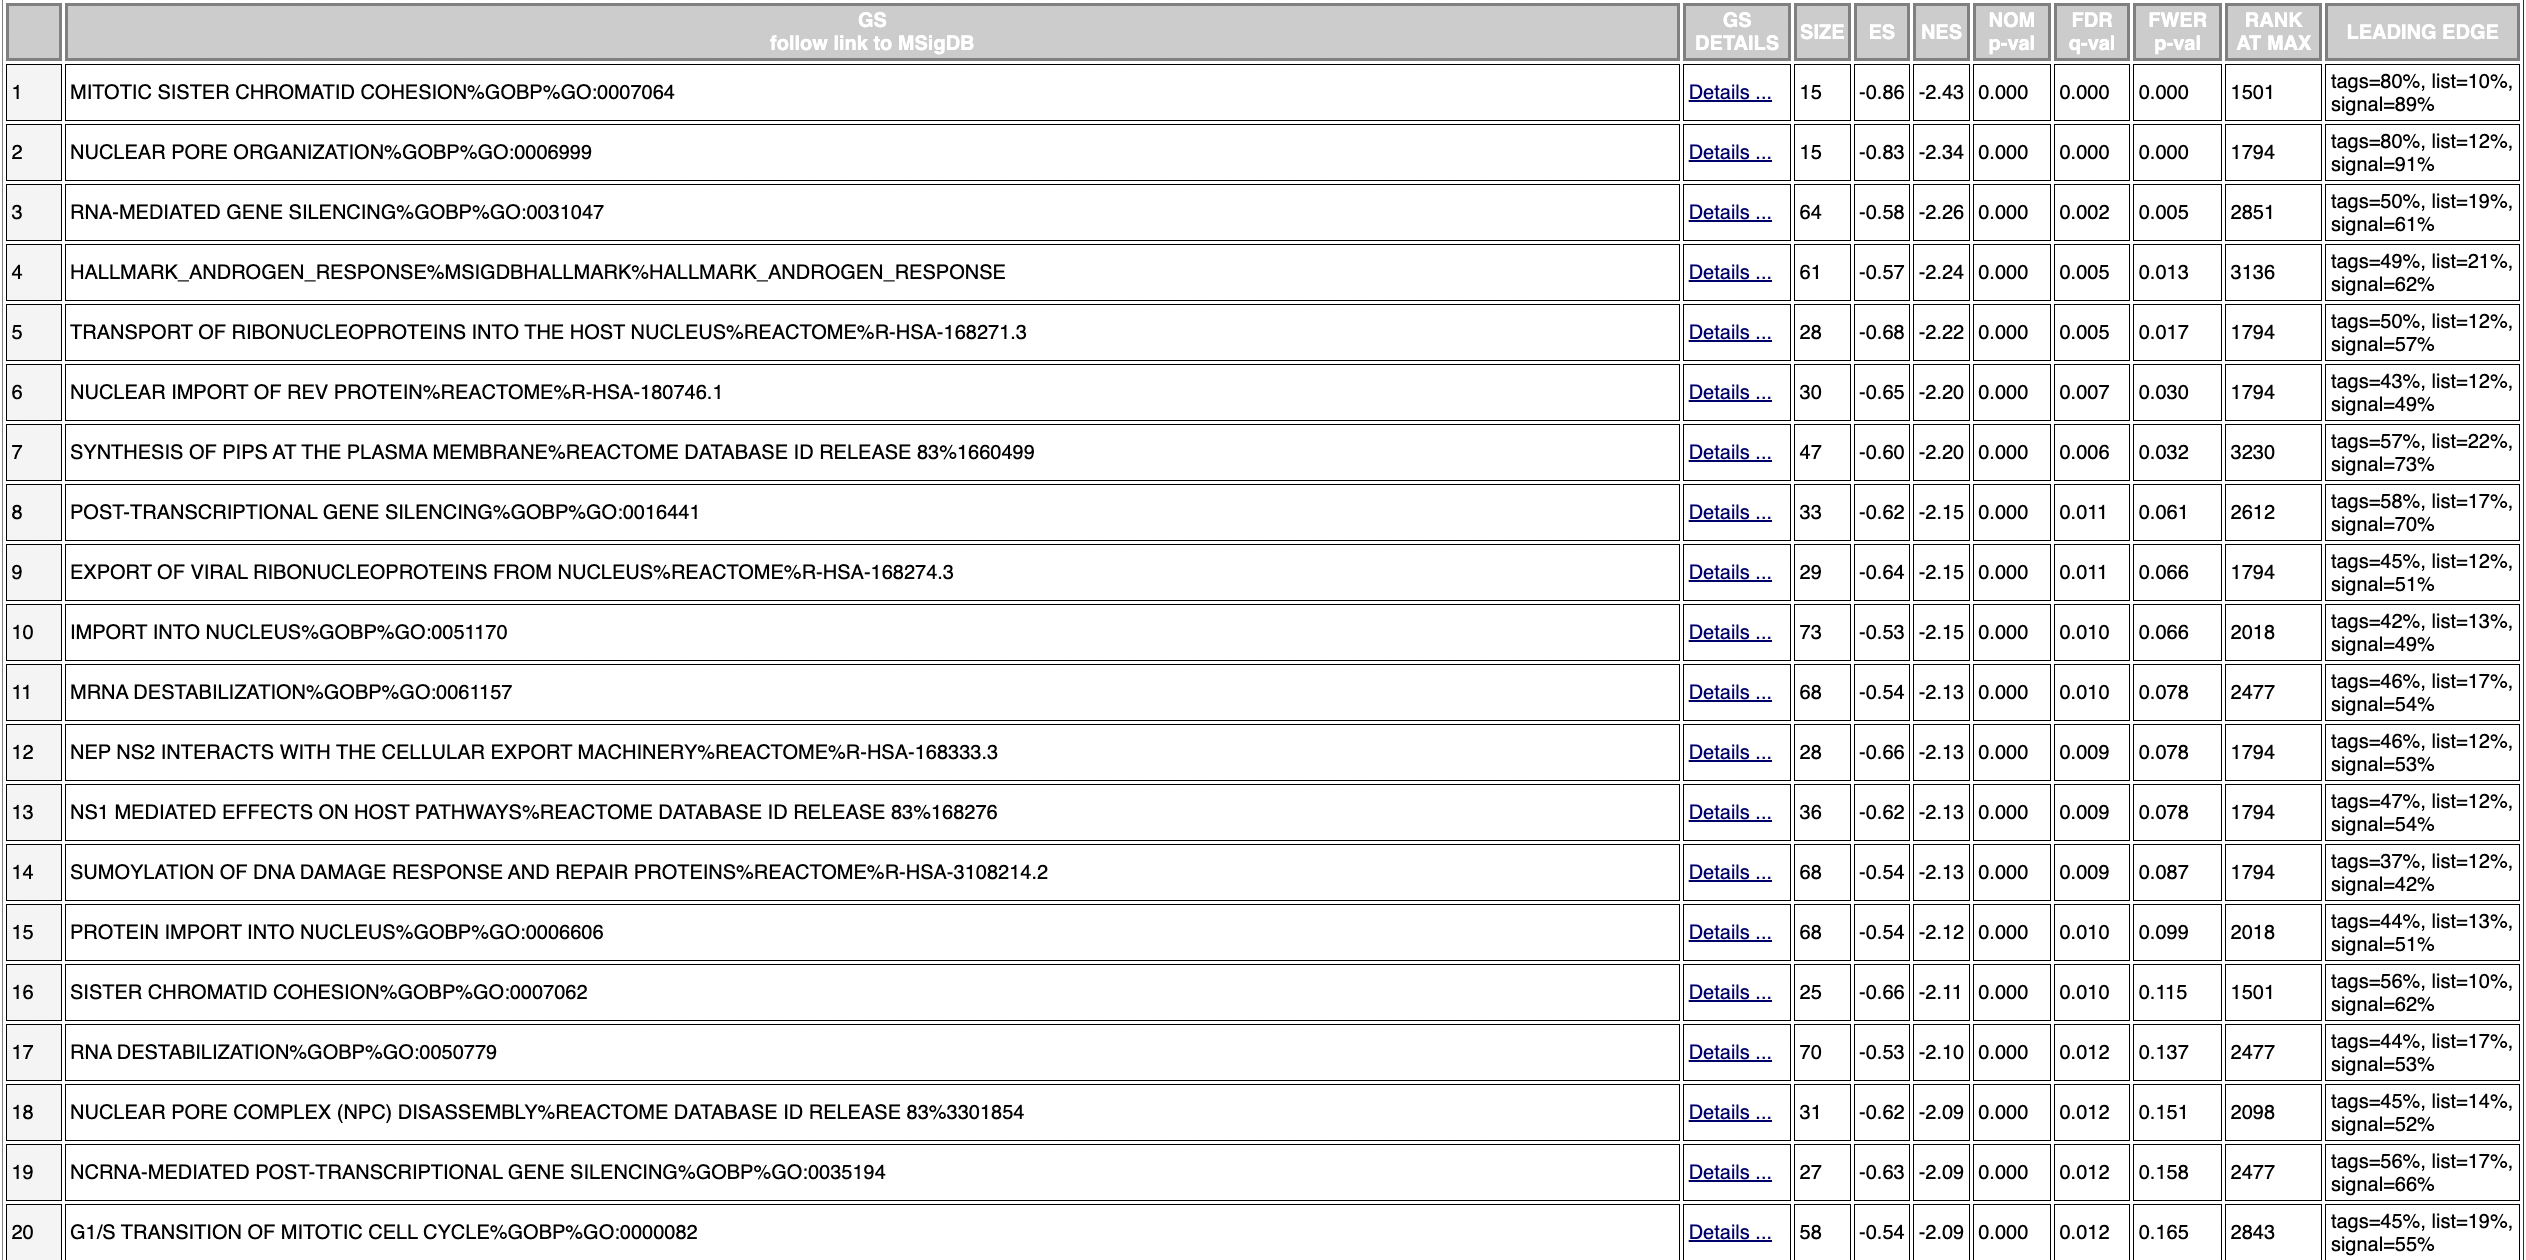 GS
follow link to MSigDB
GS
DETAILS
SIZE
ES
NES
NOM
p-val
FDR
q-val
FWER
p-val
RANK
AT MAX
LEADING EDGE
1 MITOTIC SISTER CHROMATID COHESION%GOBP%GO:0007064 Details ... 15 -0.86 -2.43 0.000 0.000 0.000 1501 tags=80%, list=10%,
signal=89%
2 NUCLEAR PORE ORGANIZATION%GOBP%GO:0006999 Details ... 15 -0.83 -2.34 0.000 0.000 0.000 1794 tags=80%, list=12%,
signal=91%
3 RNA-MEDIATED GENE SILENCING%GOBP%GO:0031047 Details ... 64 -0.58 -2.26 0.000 0.002 0.005 2851 tags=50%, list=19%,
signal=61%
4 HALLMARK_ANDROGEN_RESPONSE%MSIGDBHALLMARK%HALLMARK_ANDROGEN_RESPONSE Details ... 61 -0.57 -2.24 0.000 0.005 0.013 3136 tags=49%, list=21%,
signal=62%
5 TRANSPORT OF RIBONUCLEOPROTEINS INTO THE HOST NUCLEUS%REACTOME%R-HSA-168271.3 Details ... 28 -0.68 -2.22 0.000 0.005 0.017 1794 tags=50%, list=12%,
signal=57%
6 NUCLEAR IMPORT OF REV PROTEIN%REACTOME%R-HSA-180746.1 Details ... 30 -0.65 -2.20 0.000 0.007 0.030 1794 tags=43%, list=12%,
signal=49%
7 SYNTHESIS OF PIPS AT THE PLASMA MEMBRANE%REACTOME DATABASE ID RELEASE 83%1660499 Details ... 47 -0.60 -2.20 0.000 0.006 0.032 3230 tags=57%, list=22%,
signal=73%
8 POST-TRANSCRIPTIONAL GENE SILENCING%GOBP%GO:0016441 Details ... 33 -0.62 -2.15 0.000 0.011 0.061 2612 tags=58%, list=17%,
signal=70%
9 EXPORT OF VIRAL RIBONUCLEOPROTEINS FROM NUCLEUS%REACTOME%R-HSA-168274.3 Details ... 29 -0.64 -2.15 0.000 0.011 0.066 1794 tags=45%, list=12%,
signal=51%
10 IMPORT INTO NUCLEUS%GOBP%GO:0051170 Details ... 73 -0.53 -2.15 0.000 0.010 0.066 2018 tags=42%, list=13%,
signal=49%
11 MRNA DESTABILIZATION%GOBP%GO:0061157 Details ... 68 -0.54 -2.13 0.000 0.010 0.078 2477 tags=46%, list=17%,
signal=54%
12 NEP NS2 INTERACTS WITH THE CELLULAR EXPORT MACHINERY%REACTOME%R-HSA-168333.3 Details ... 28 -0.66 -2.13 0.000 0.009 0.078 1794 tags=46%, list=12%,
signal=53%
13 NS1 MEDIATED EFFECTS ON HOST PATHWAYS%REACTOME DATABASE ID RELEASE 83%168276 Details ... 36 -0.62 -2.13 0.000 0.009 0.078 1794 tags=47%, list=12%,
signal=54%
14 SUMOYLATION OF DNA DAMAGE RESPONSE AND REPAIR PROTEINS%REACTOME%R-HSA-3108214.2 Details ... 68 -0.54 -2.13 0.000 0.009 0.087 1794 tags=37%, list=12%,
signal=42%
15 PROTEIN IMPORT INTO NUCLEUS%GOBP%GO:0006606 Details ... 68 -0.54 -2.12 0.000 0.010 0.099 2018 tags=44%, list=13%,
signal=51%
16 SISTER CHROMATID COHESION%GOBP%GO:0007062 Details ... 25 -0.66 -2.11 0.000 0.010 0.115 1501 tags=56%, list=10%,
signal=62%
17 RNA DESTABILIZATION%GOBP%GO:0050779 Details ... 70 -0.53 -2.10 0.000 0.012 0.137 2477 tags=44%, list=17%,
signal=53%
18 NUCLEAR PORE COMPLEX (NPC) DISASSEMBLY%REACTOME DATABASE ID RELEASE 83%3301854 Details ... 31 -0.62 -2.09 0.000 0.012 0.151 2098 tags=45%, list=14%,
signal=52%
19 NCRNA-MEDIATED POST-TRANSCRIPTIONAL GENE SILENCING%GOBP%GO:0035194 Details ... 27 -0.63 -2.09 0.000 0.012 0.158 2477 tags=56%, list=17%,
signal=66%
20 G1/S TRANSITION OF MITOTIC CELL CYCLE%GOBP%GO:0000082 Details ... 58 -0.54 -2.09 0.000 0.012 0.165 2843 tags=45%, list=19%,
signal=55%